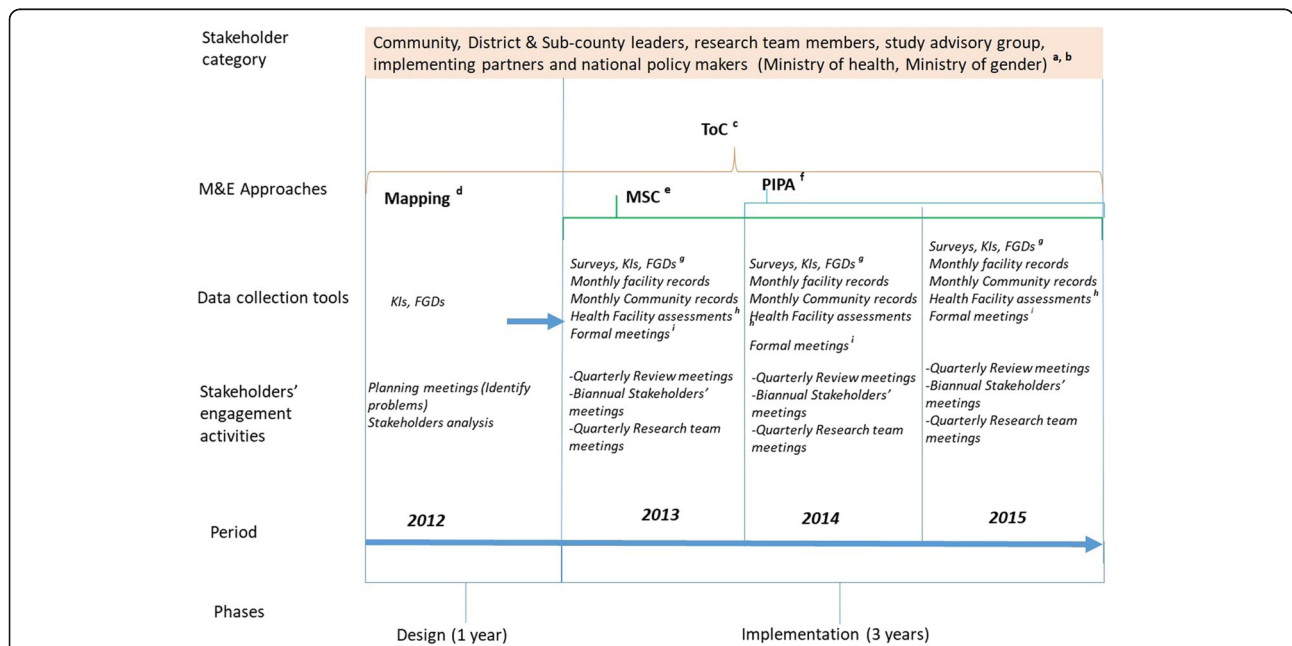 Stakeholder
category
Community, District & Sub-county leaders, research team members, study advisory group,
implementing partners and national policy makers (Ministry of health, Ministry of gender) a, b
ToC c
M&E Approaches
Mapping d
MSC e
PIPA f
Data collection tools
KIs, FGDs
Surveys, KIs, FGDs g
Monthly facility records
Monthly Community records
Health Facility assessments h
Formal meetings i
Surveys, KIs, FGDs g
Monthly facility records
Monthly Community records
Health Facility assessments
h
Formal meetings i
Surveys, KIs, FGDs g
Monthly facility records
Monthly Community records
Health Facility assessments h
Formal meetings i
Stakeholders’
engagement
activities
Planning meetings (Identify
problems)
Stakeholders analysis
-Quarterly Review meetings
-Biannual Stakeholders’
meetings
-Quarterly Research team
meetings
-Quarterly Review meetings
-Biannual Stakeholders’
meetings
-Quarterly Research team
meetings
-Quarterly Review meetings
-Biannual Stakeholders’
meetings
-Quarterly Research team
meetings
Period
2012
2013
2014
2015
Phases
Design (1 year)
Implementation (3 years)